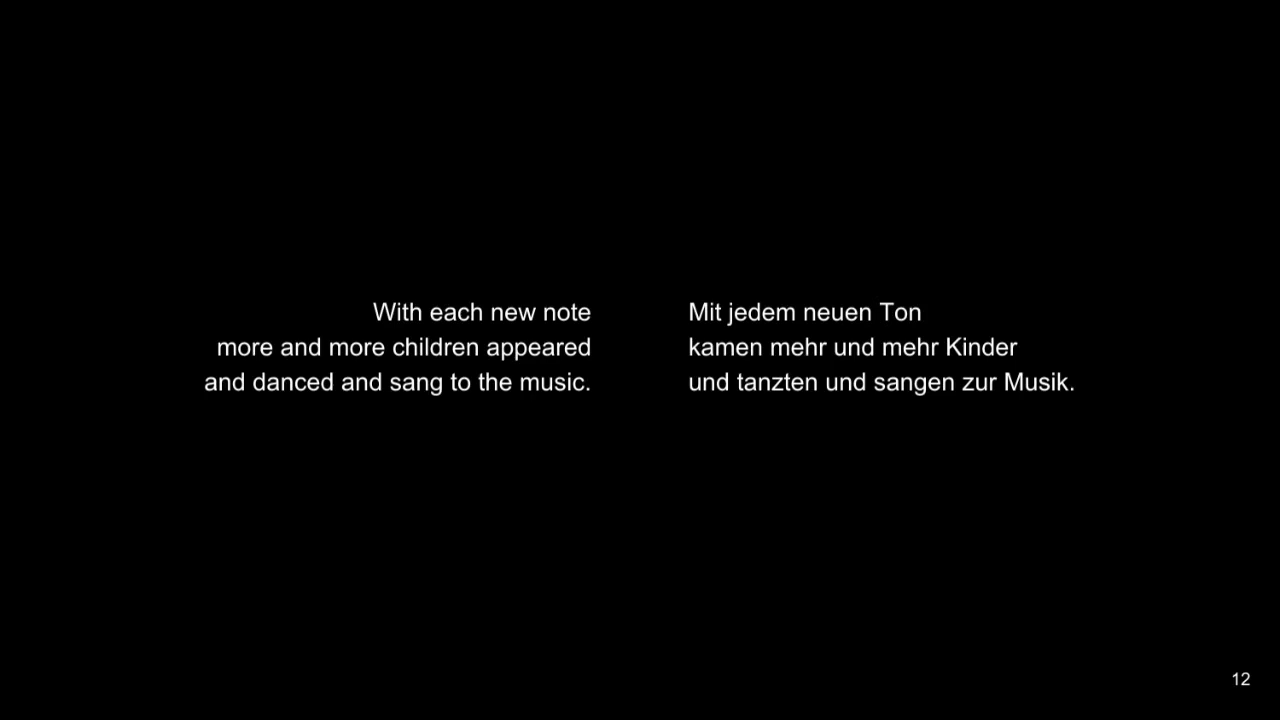 With each new note
more and more children appeared
and danced and sang to the music.
Mit jedem neuen Ton
kamen mehr und mehr Kinder
und tanzten und sangen zur Musik.
12